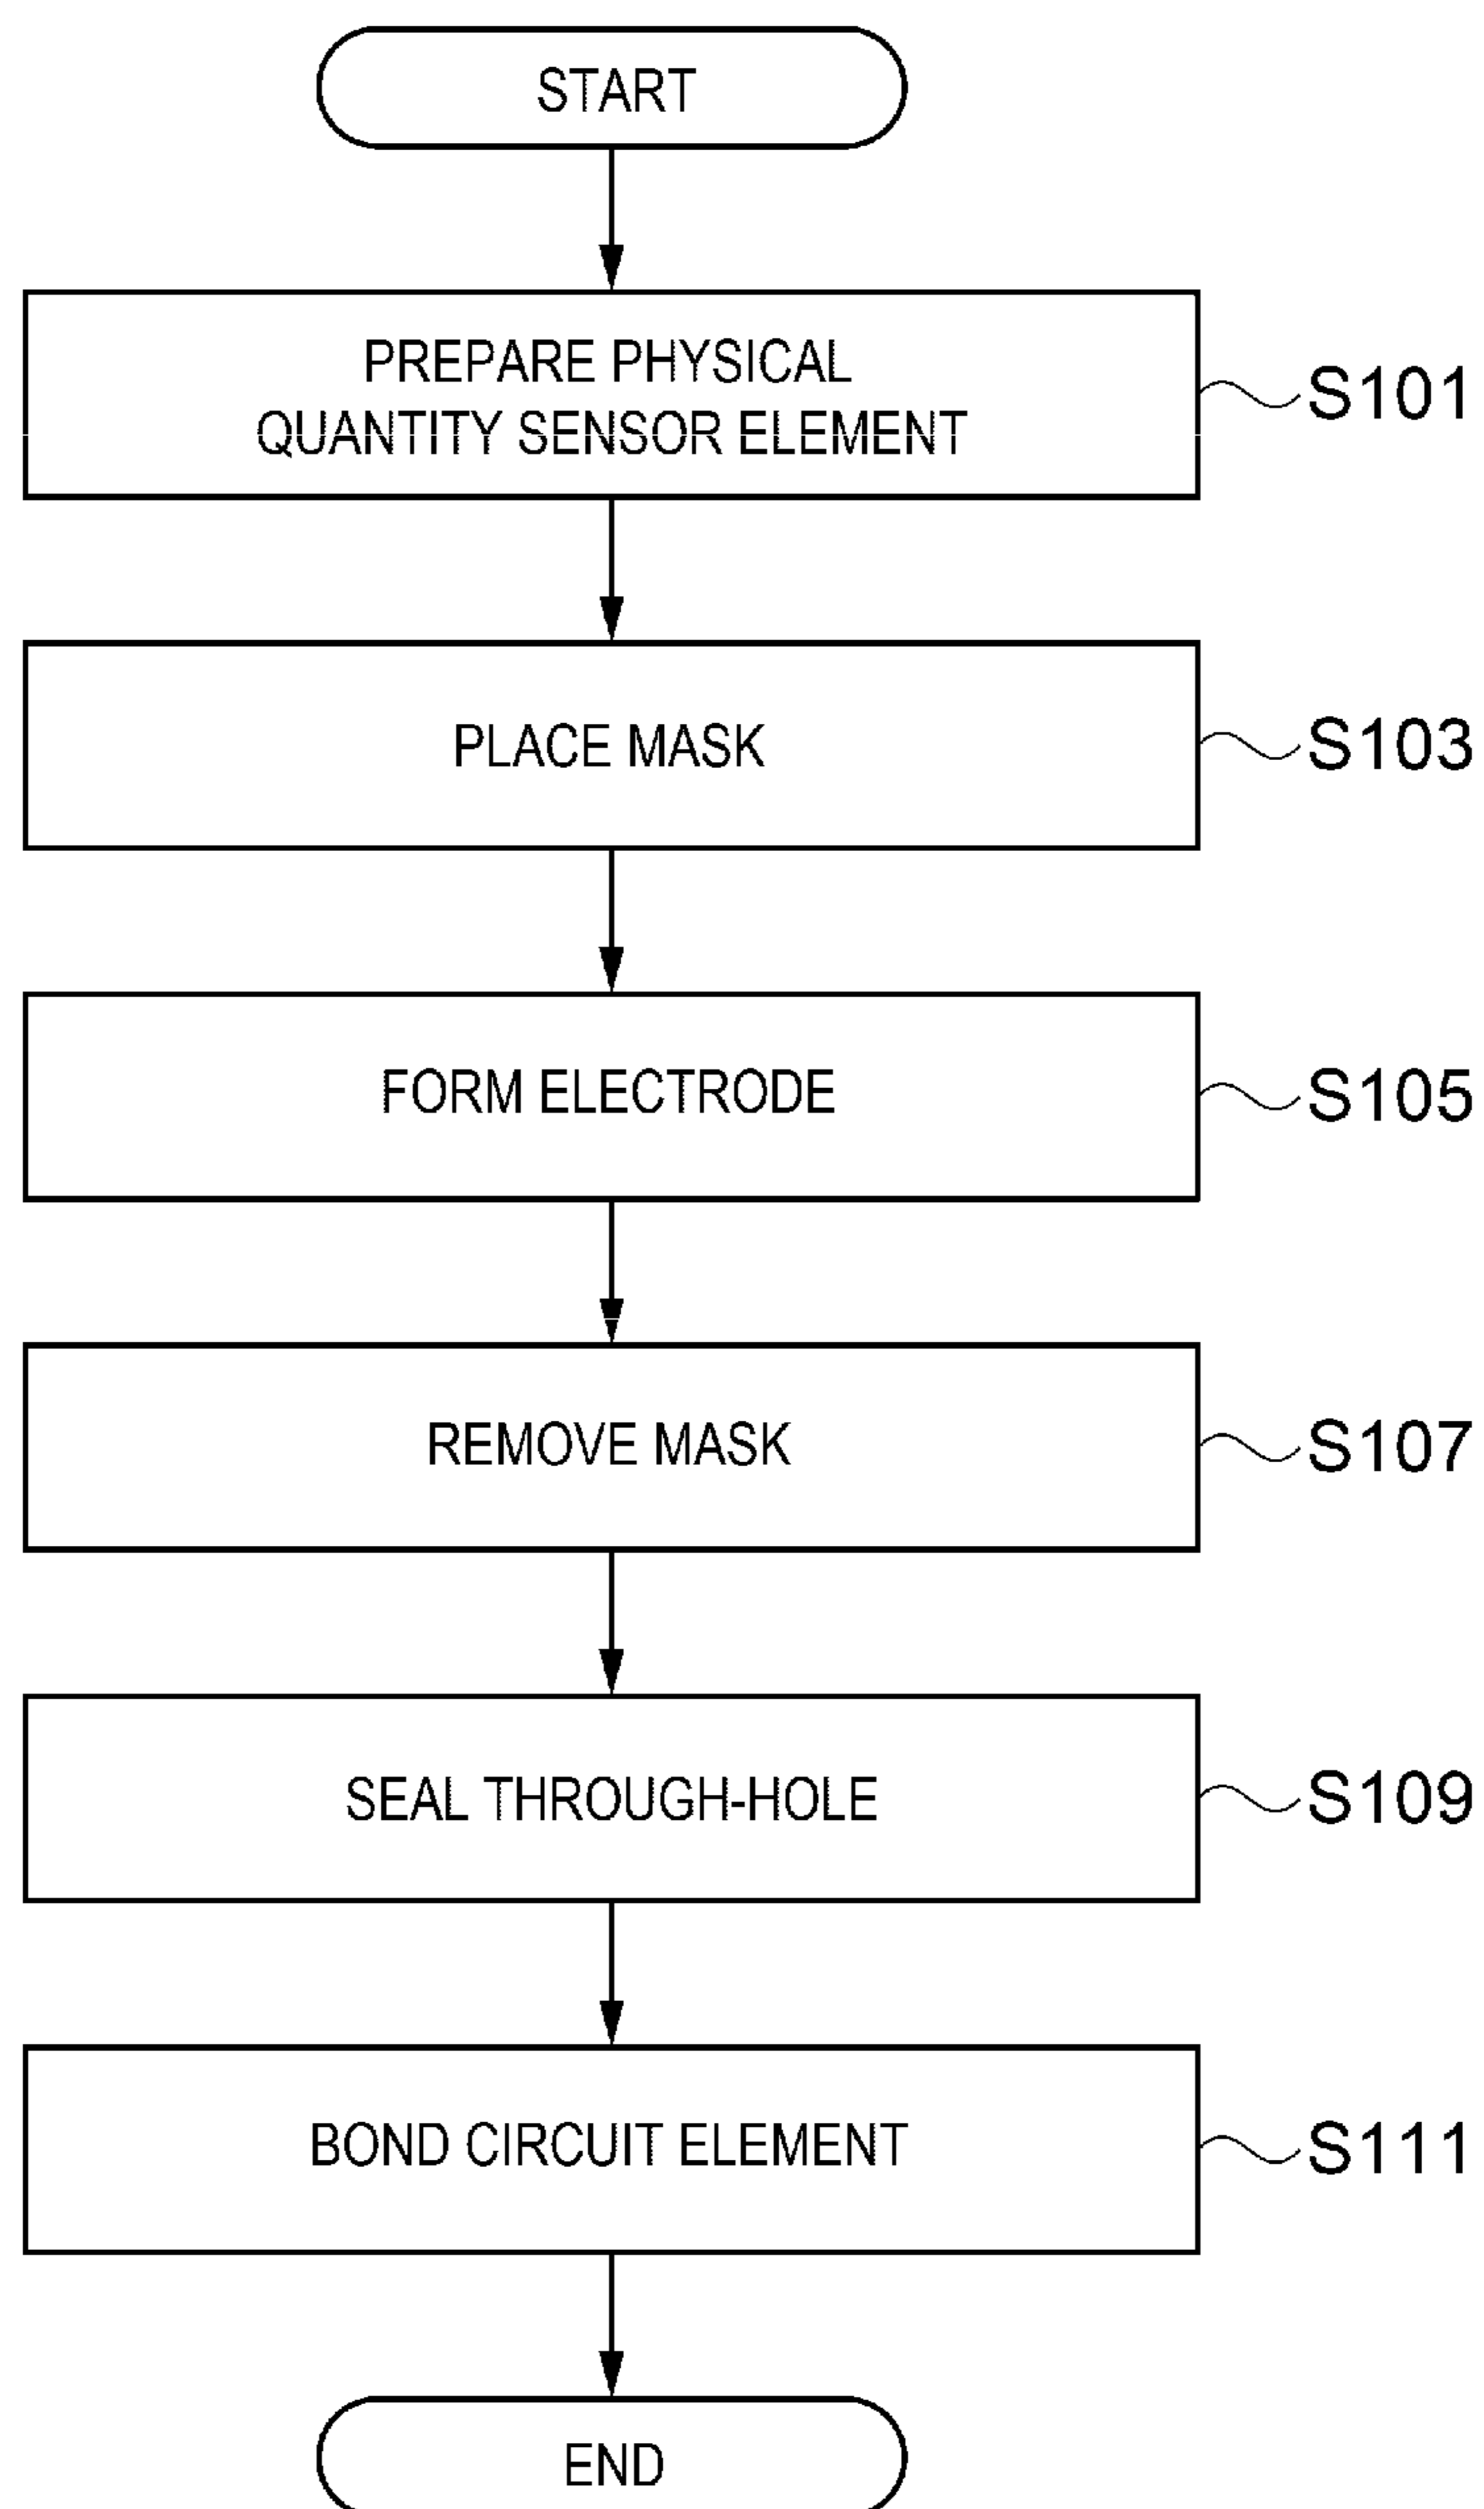 START
PREPARE PHYSICAL
QUANTITY SENSOR ELEMENT
S101
PLACE MASK
S103
FORM ELECTRODE
S105
REMOVE MASK
S107
SEAL THROUGH-HOLE
S109
BOND CIRCUIT ELEMENT
S111
END